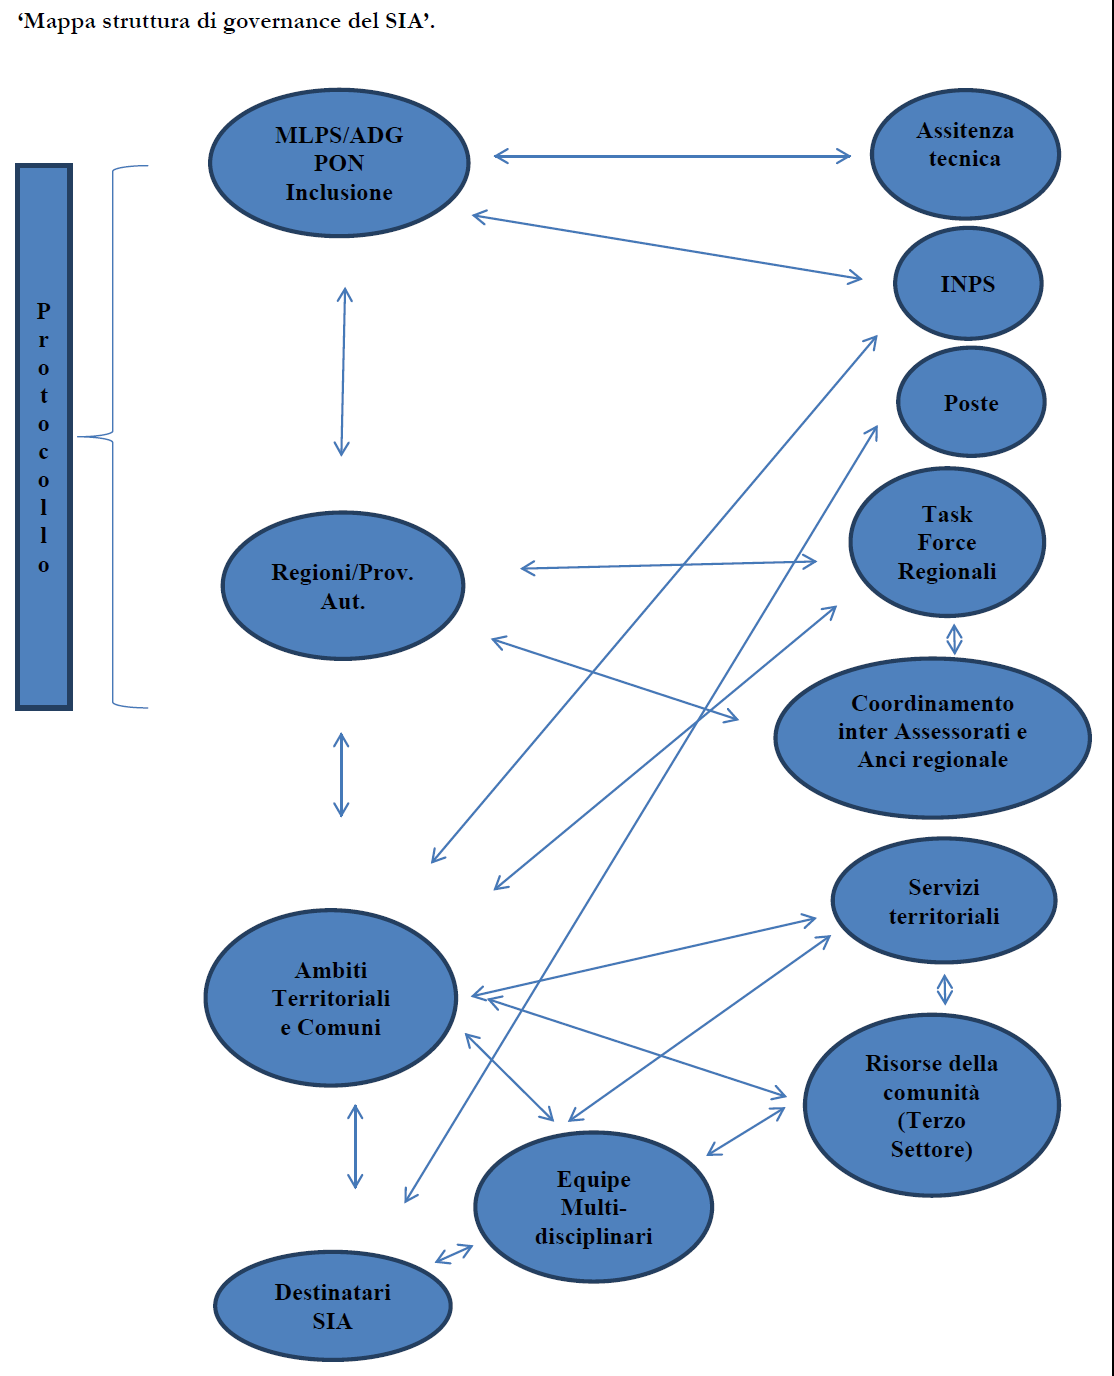 ‘Mappa struttura di governance del SIA’.
MLPS/ADG
PON
Inclusione
Assitenza
tecnica
INPS
Poste
P
r
o
t
o
c
o
l
l
o
Task
Force
Regionali
Regioni/Prov.
Aut.
Coordinamento
inter Assessorati e
Anci regionale
Servizi
territoriali
Ambiti
Territoriali
e Comuni
Risorse della
comunità
(Terzo
Settore)
Equipe
Multi-
disciplinari
Destinatari
SIA